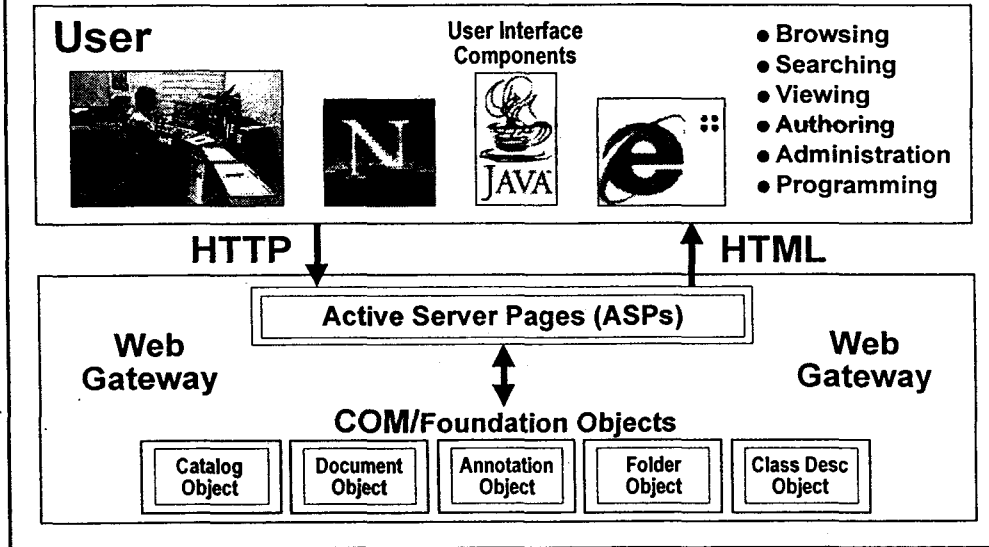 User
User Interface
Components
N
JAVA
e
• Browsing
• Searching
• Viewing
• Authoring
• Administration
• Programming
HTTP
HTML
Active Server Pages (ASPs)
Web
Gateway
Web
Gateway
COM/Foundation Objects
Catalog
Object
Document
Object
Annotation
Object
Folder
Object
Class Desc
Object